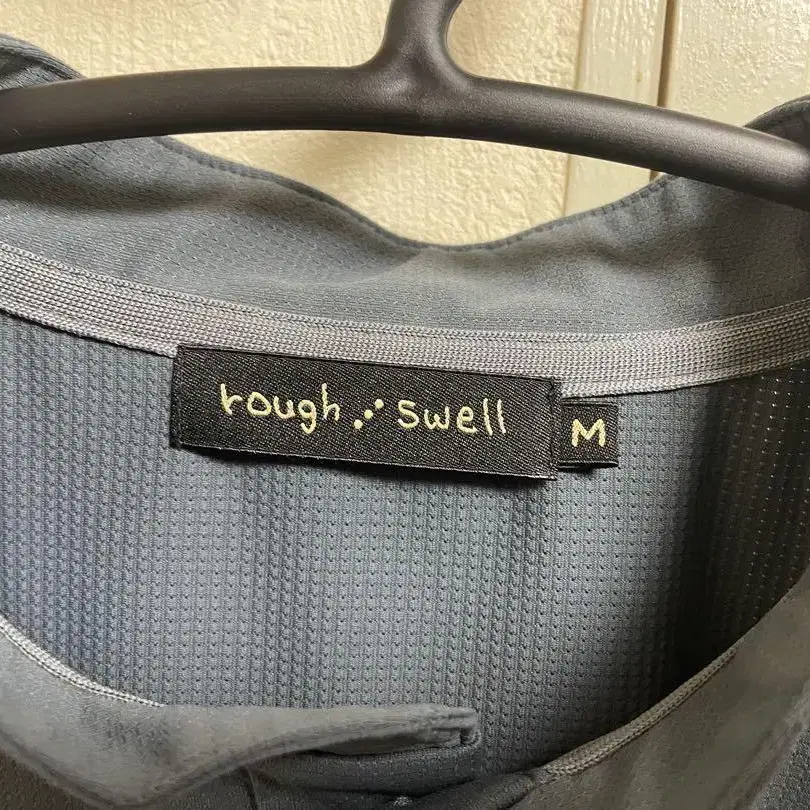 rough ⋰ swell
M